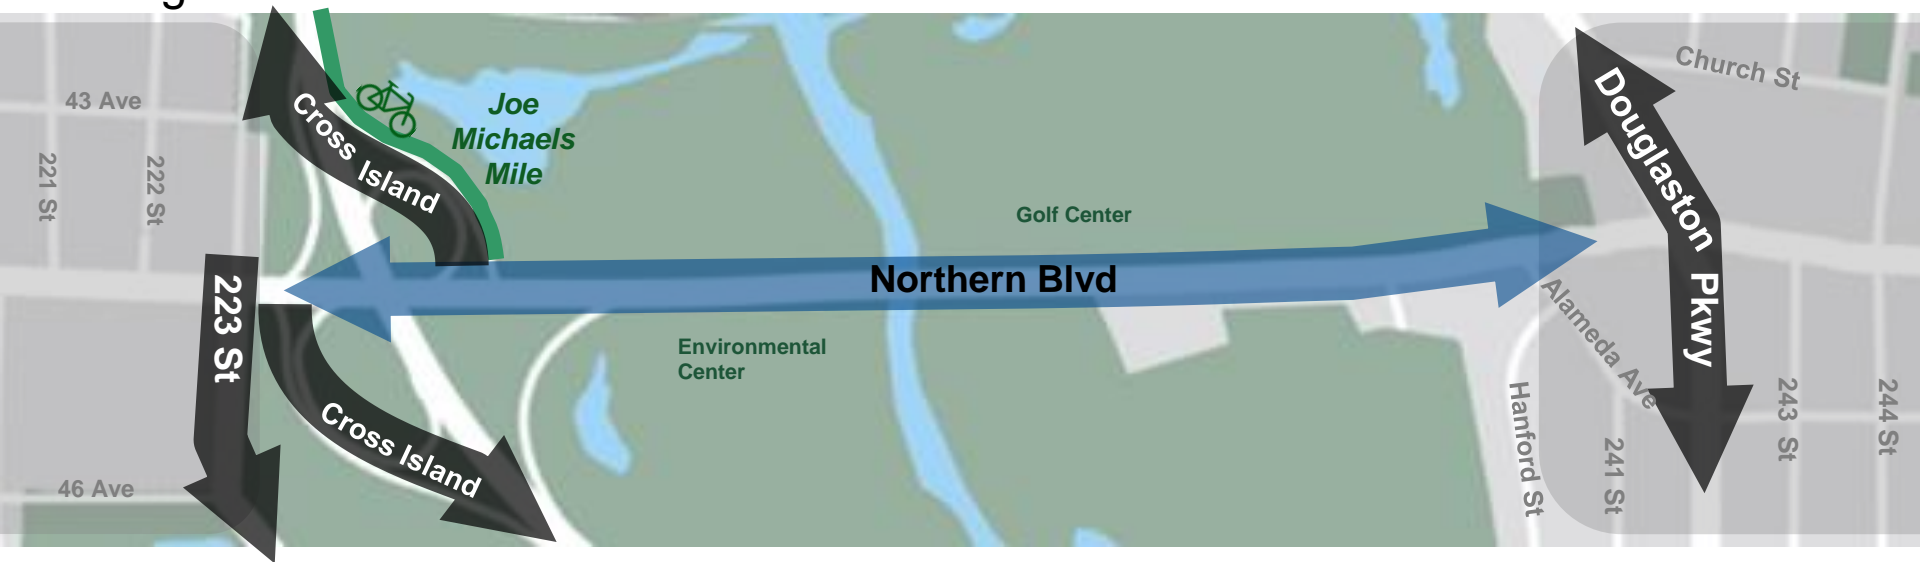 43 Ave
221 St
222 St
Cross Island
Joe
Michaels
Mile
Golf Center
Northern Blvd
Church St
Douglaston Pkwy
223 St
Environmental
Center
Cross Island
46 Ave
Alameda Ave
Hanford St
241 St
243 St
244 St